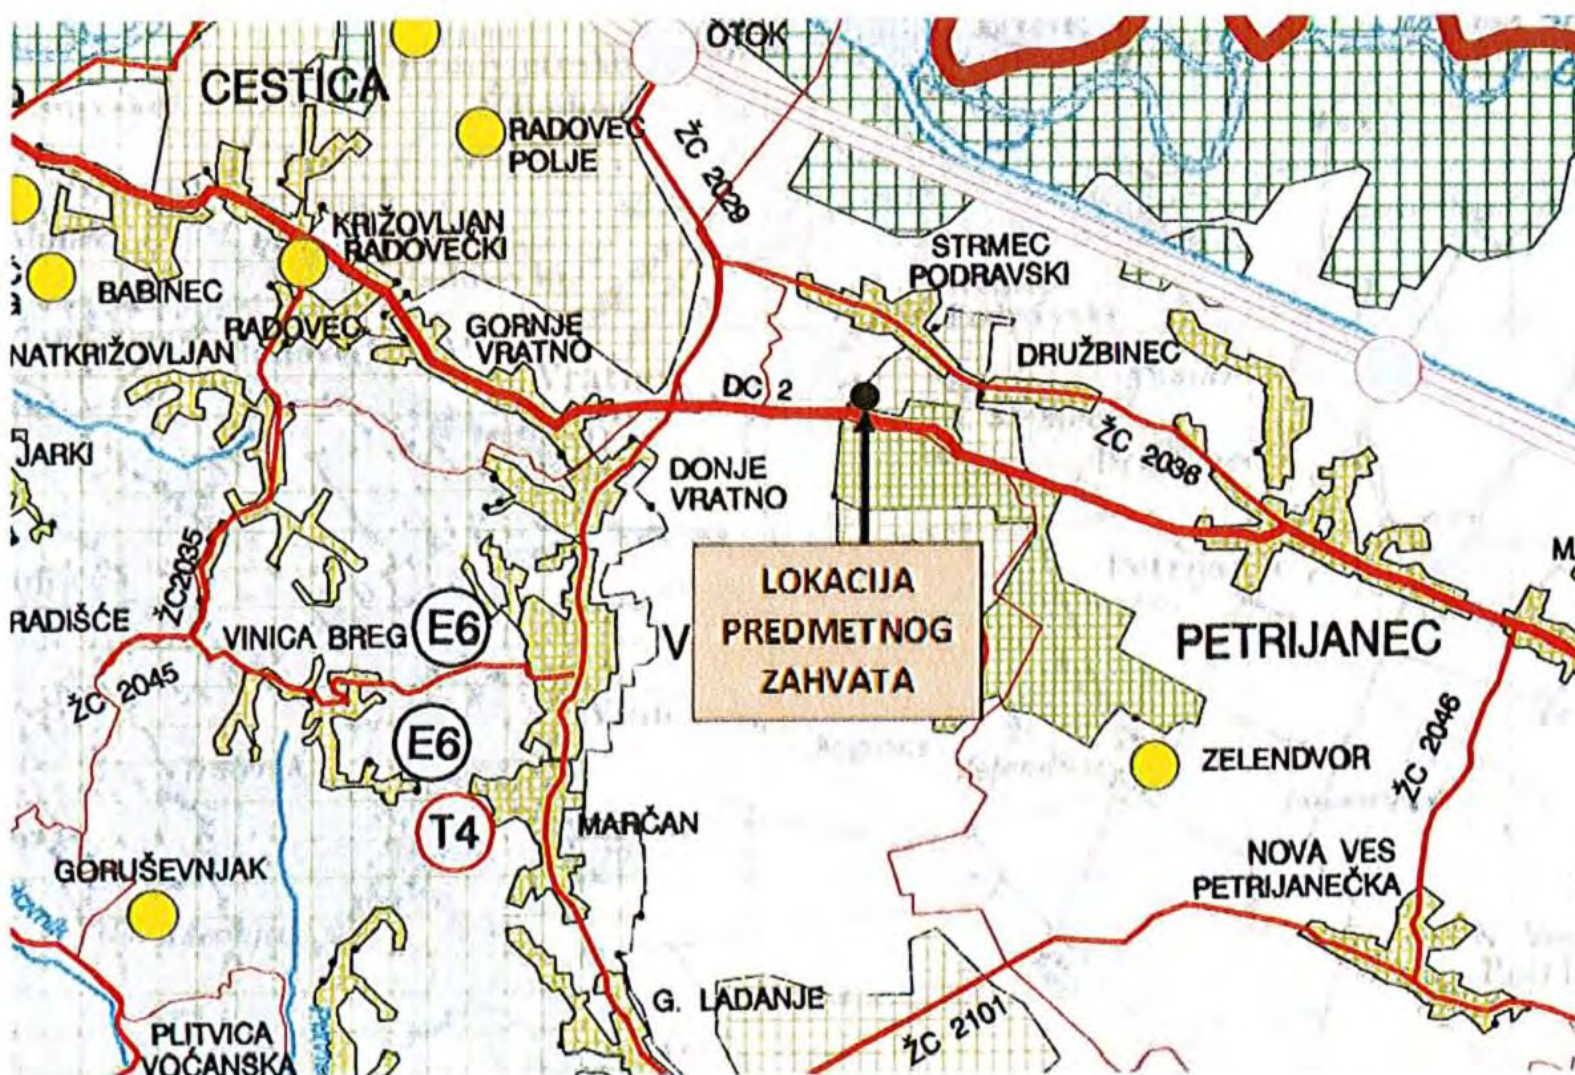 OTOK
CESTICA
RADOVEC
POLJE
ŽC 2029
KRIŽOVLJAN
RADOVEČKI
STRMEC
PODRAVSKI
BABINEC
RADOVEC
GORNJE
VRATNO
NATKRIŽOVLJAN
DRUŽBINEC
DC 2
ŽC 2036
JARKI
DONJE
VRATNO
ŽC2035
LOKACIJA
PREDMETNOG
ZAHVATA
RADIŠĆE
VINICA BREG
E6
V
PETRIJANEC
ŽC 2045
E6
ZELENDVOR
ŽC 2046
T4
MARČAN
GORUŠEVNJAK
NOVA VES
PETRIJANEČKA
G. LADANJE
ŽC 2101
PLITVICA
VOĆANSKA